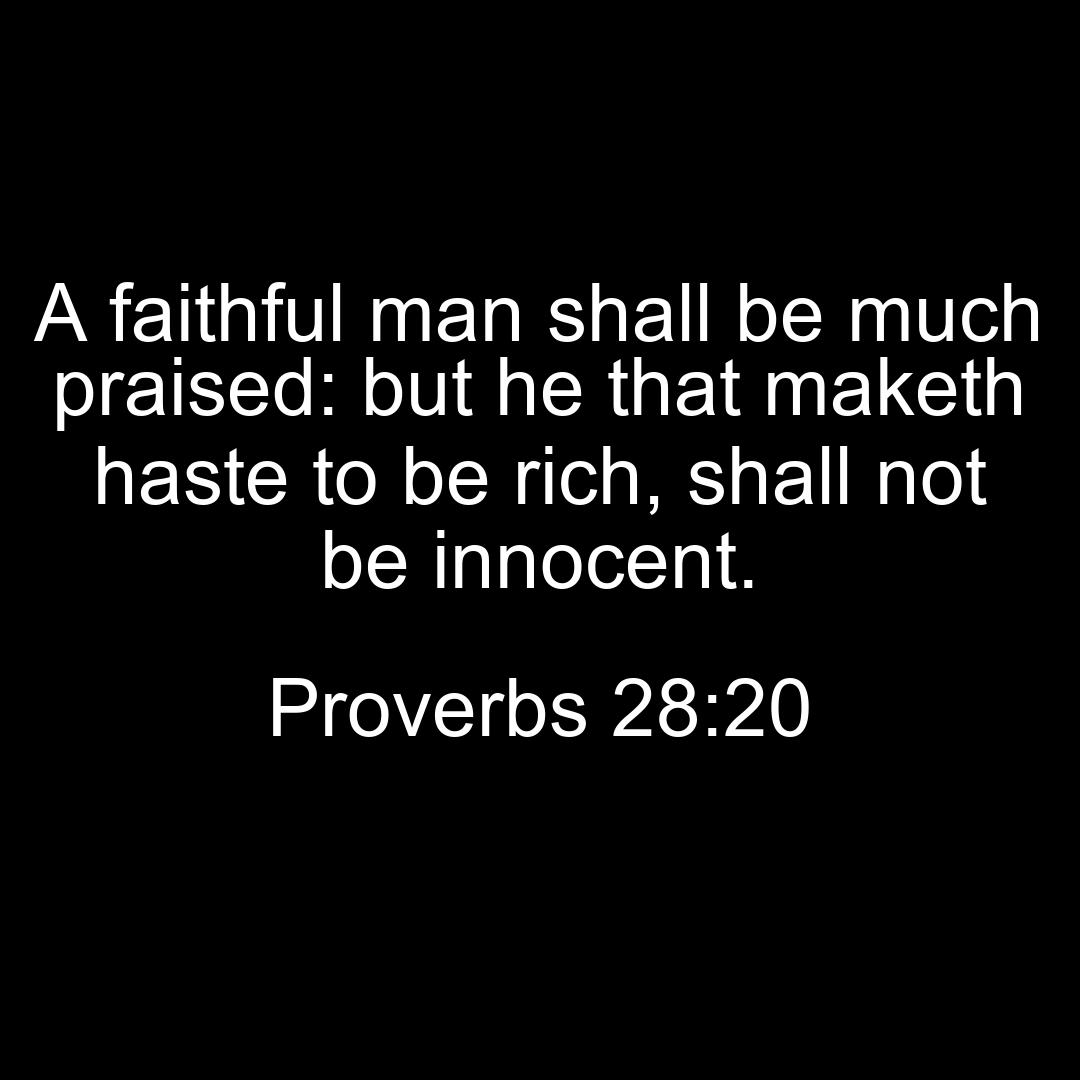 A faithful man shall be much
praised: but he that maketh
haste to be rich, shall not
be innocent.
Proverbs 28:20